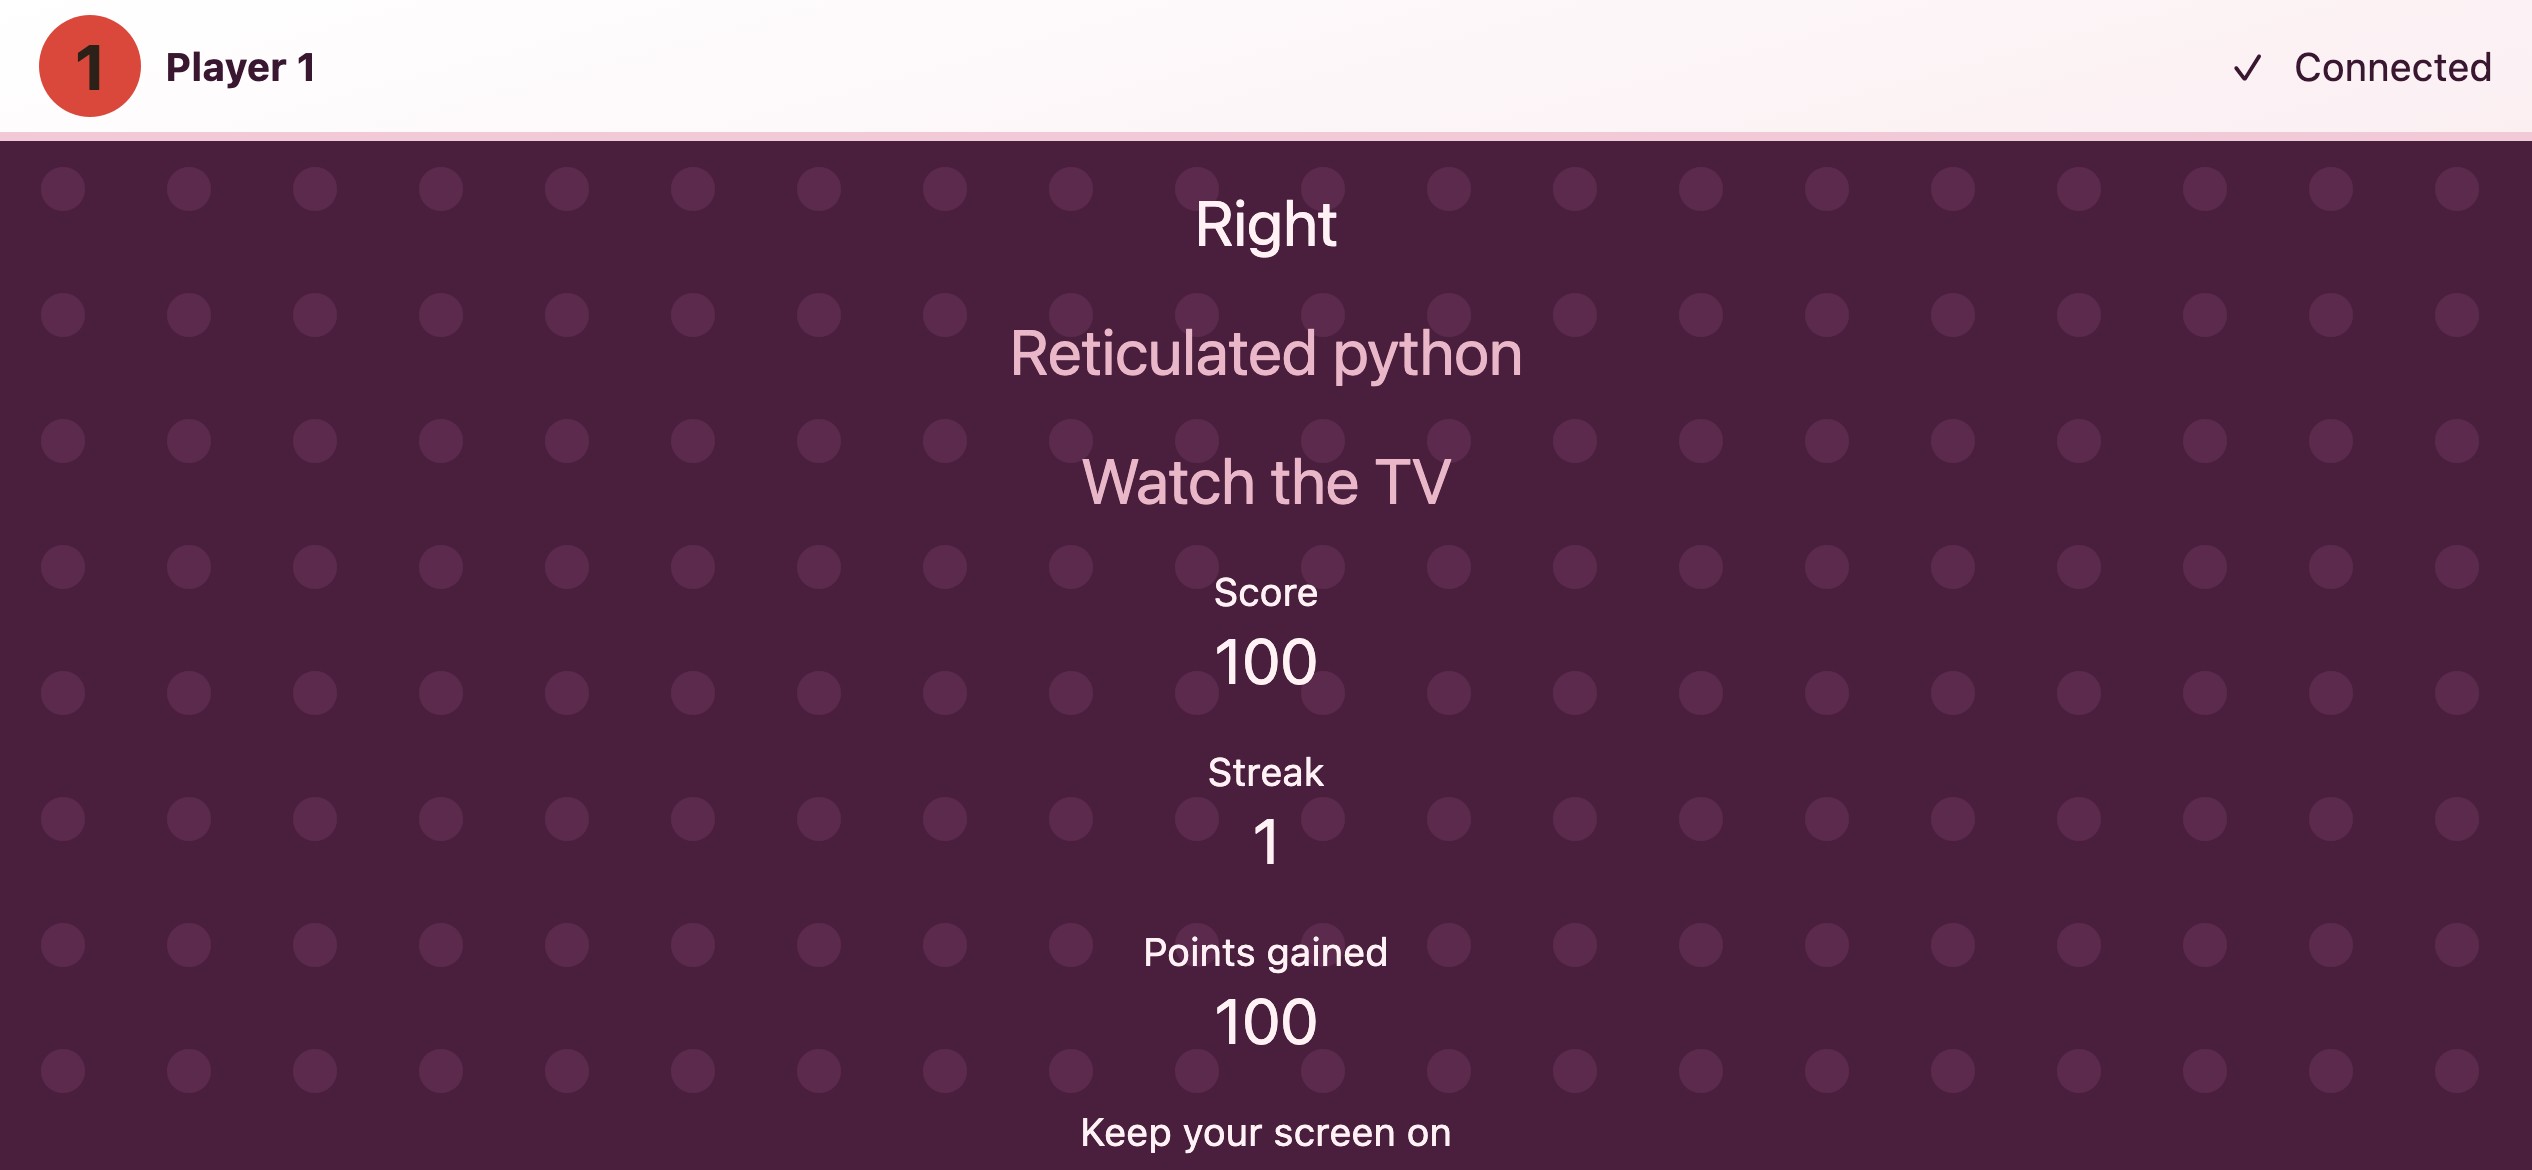 1
Player 1
✓ Connected
Right
Reticulated python
Watch the TV
Score
100
Streak
1
Points gained
100
Keep your screen on